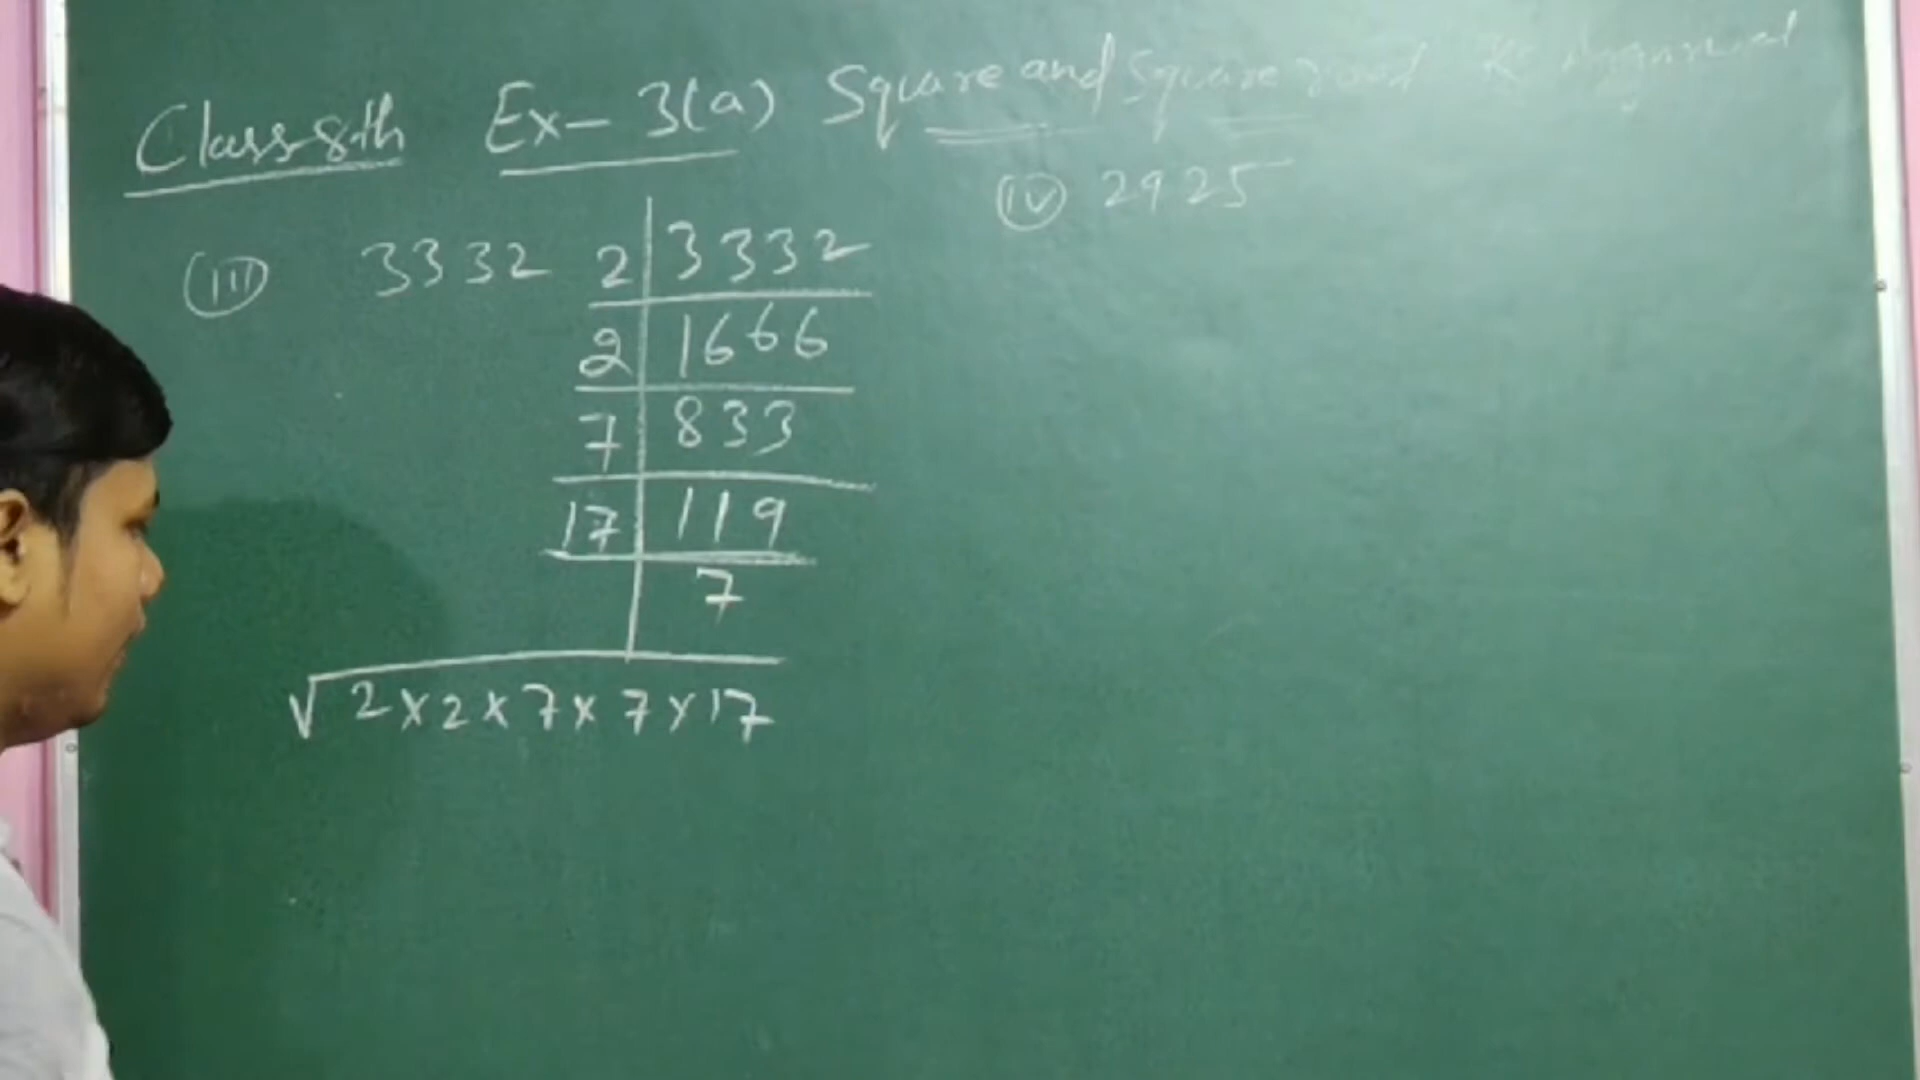 Class 8th Ex- 3(a) Square and Square root
(iii) 3332
2 | 3332
2 | 1666
7 | 833
17 | 119
7
√2×2×7×7×17
(iv) 2925